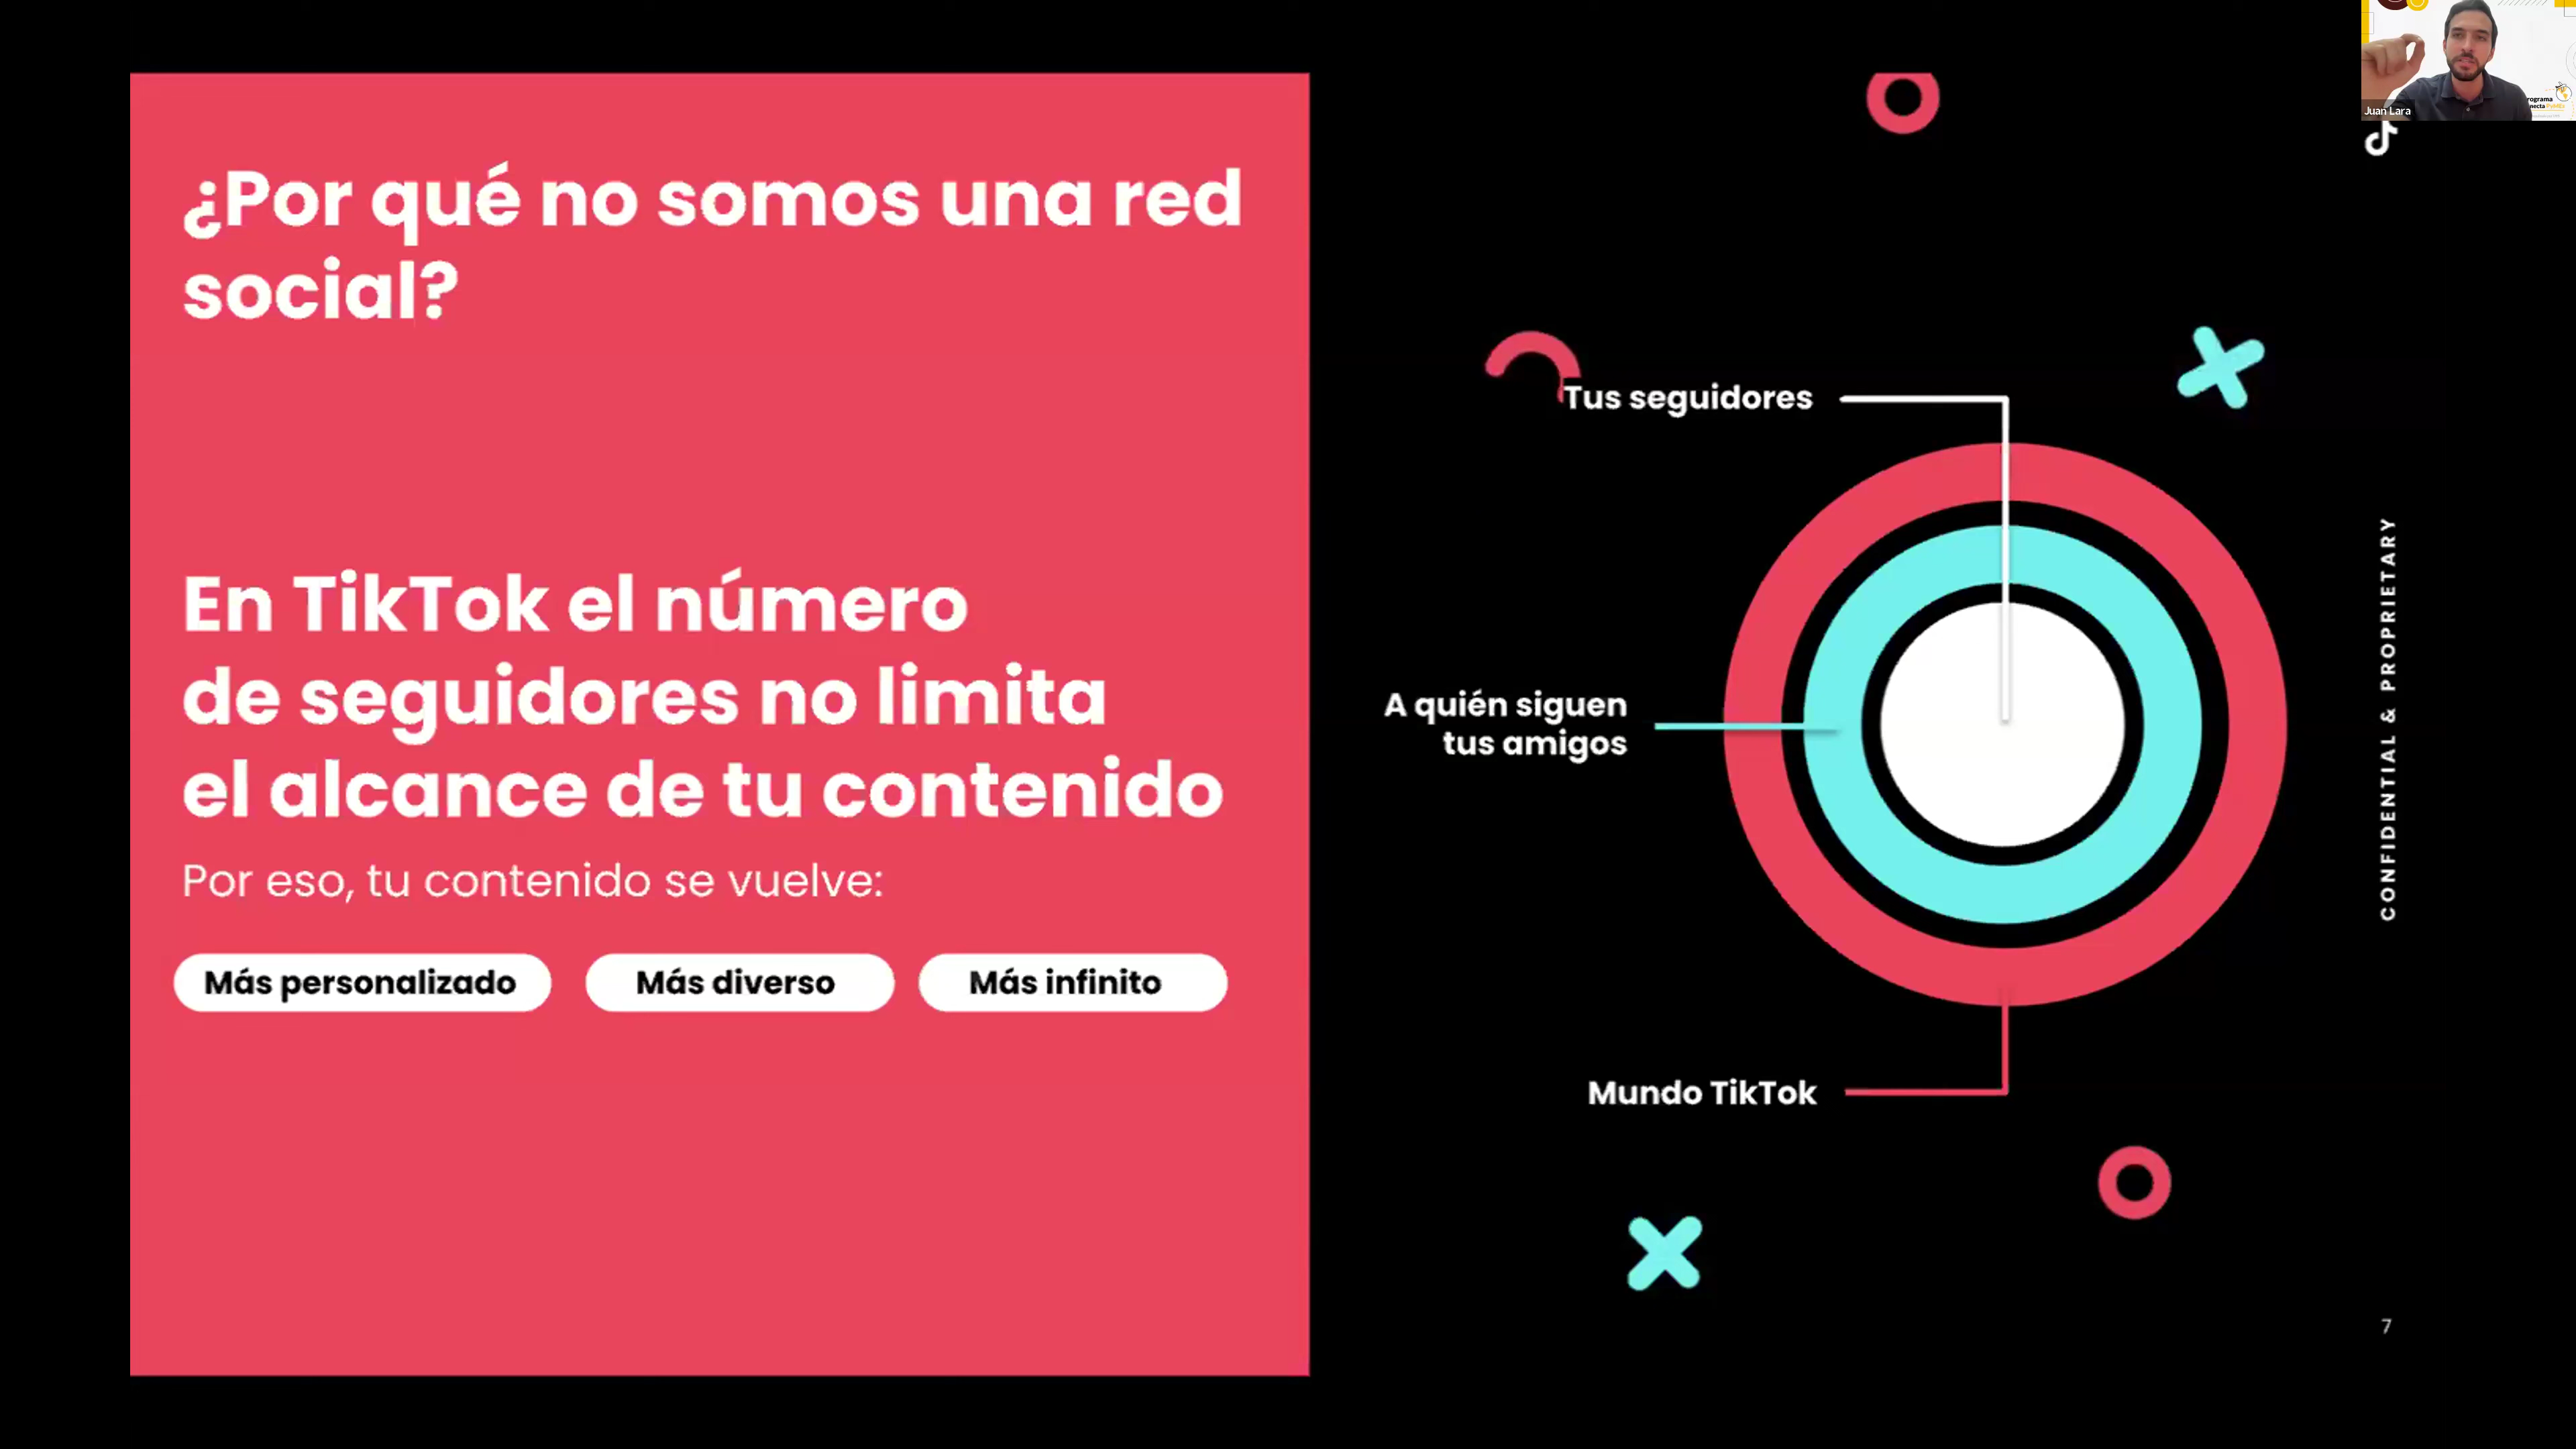 ¿Por qué no somos una red
social?
En TikTok el número
de seguidores no limita
el alcance de tu contenido
Por eso, tu contenido se vuelve:
Más personalizado
Más diverso
Más infinito
Tus seguidores
A quién siguen
tus amigos
Mundo TikTok
CONFIDENTIAL & PROPRIETARY
7
Juan Lara